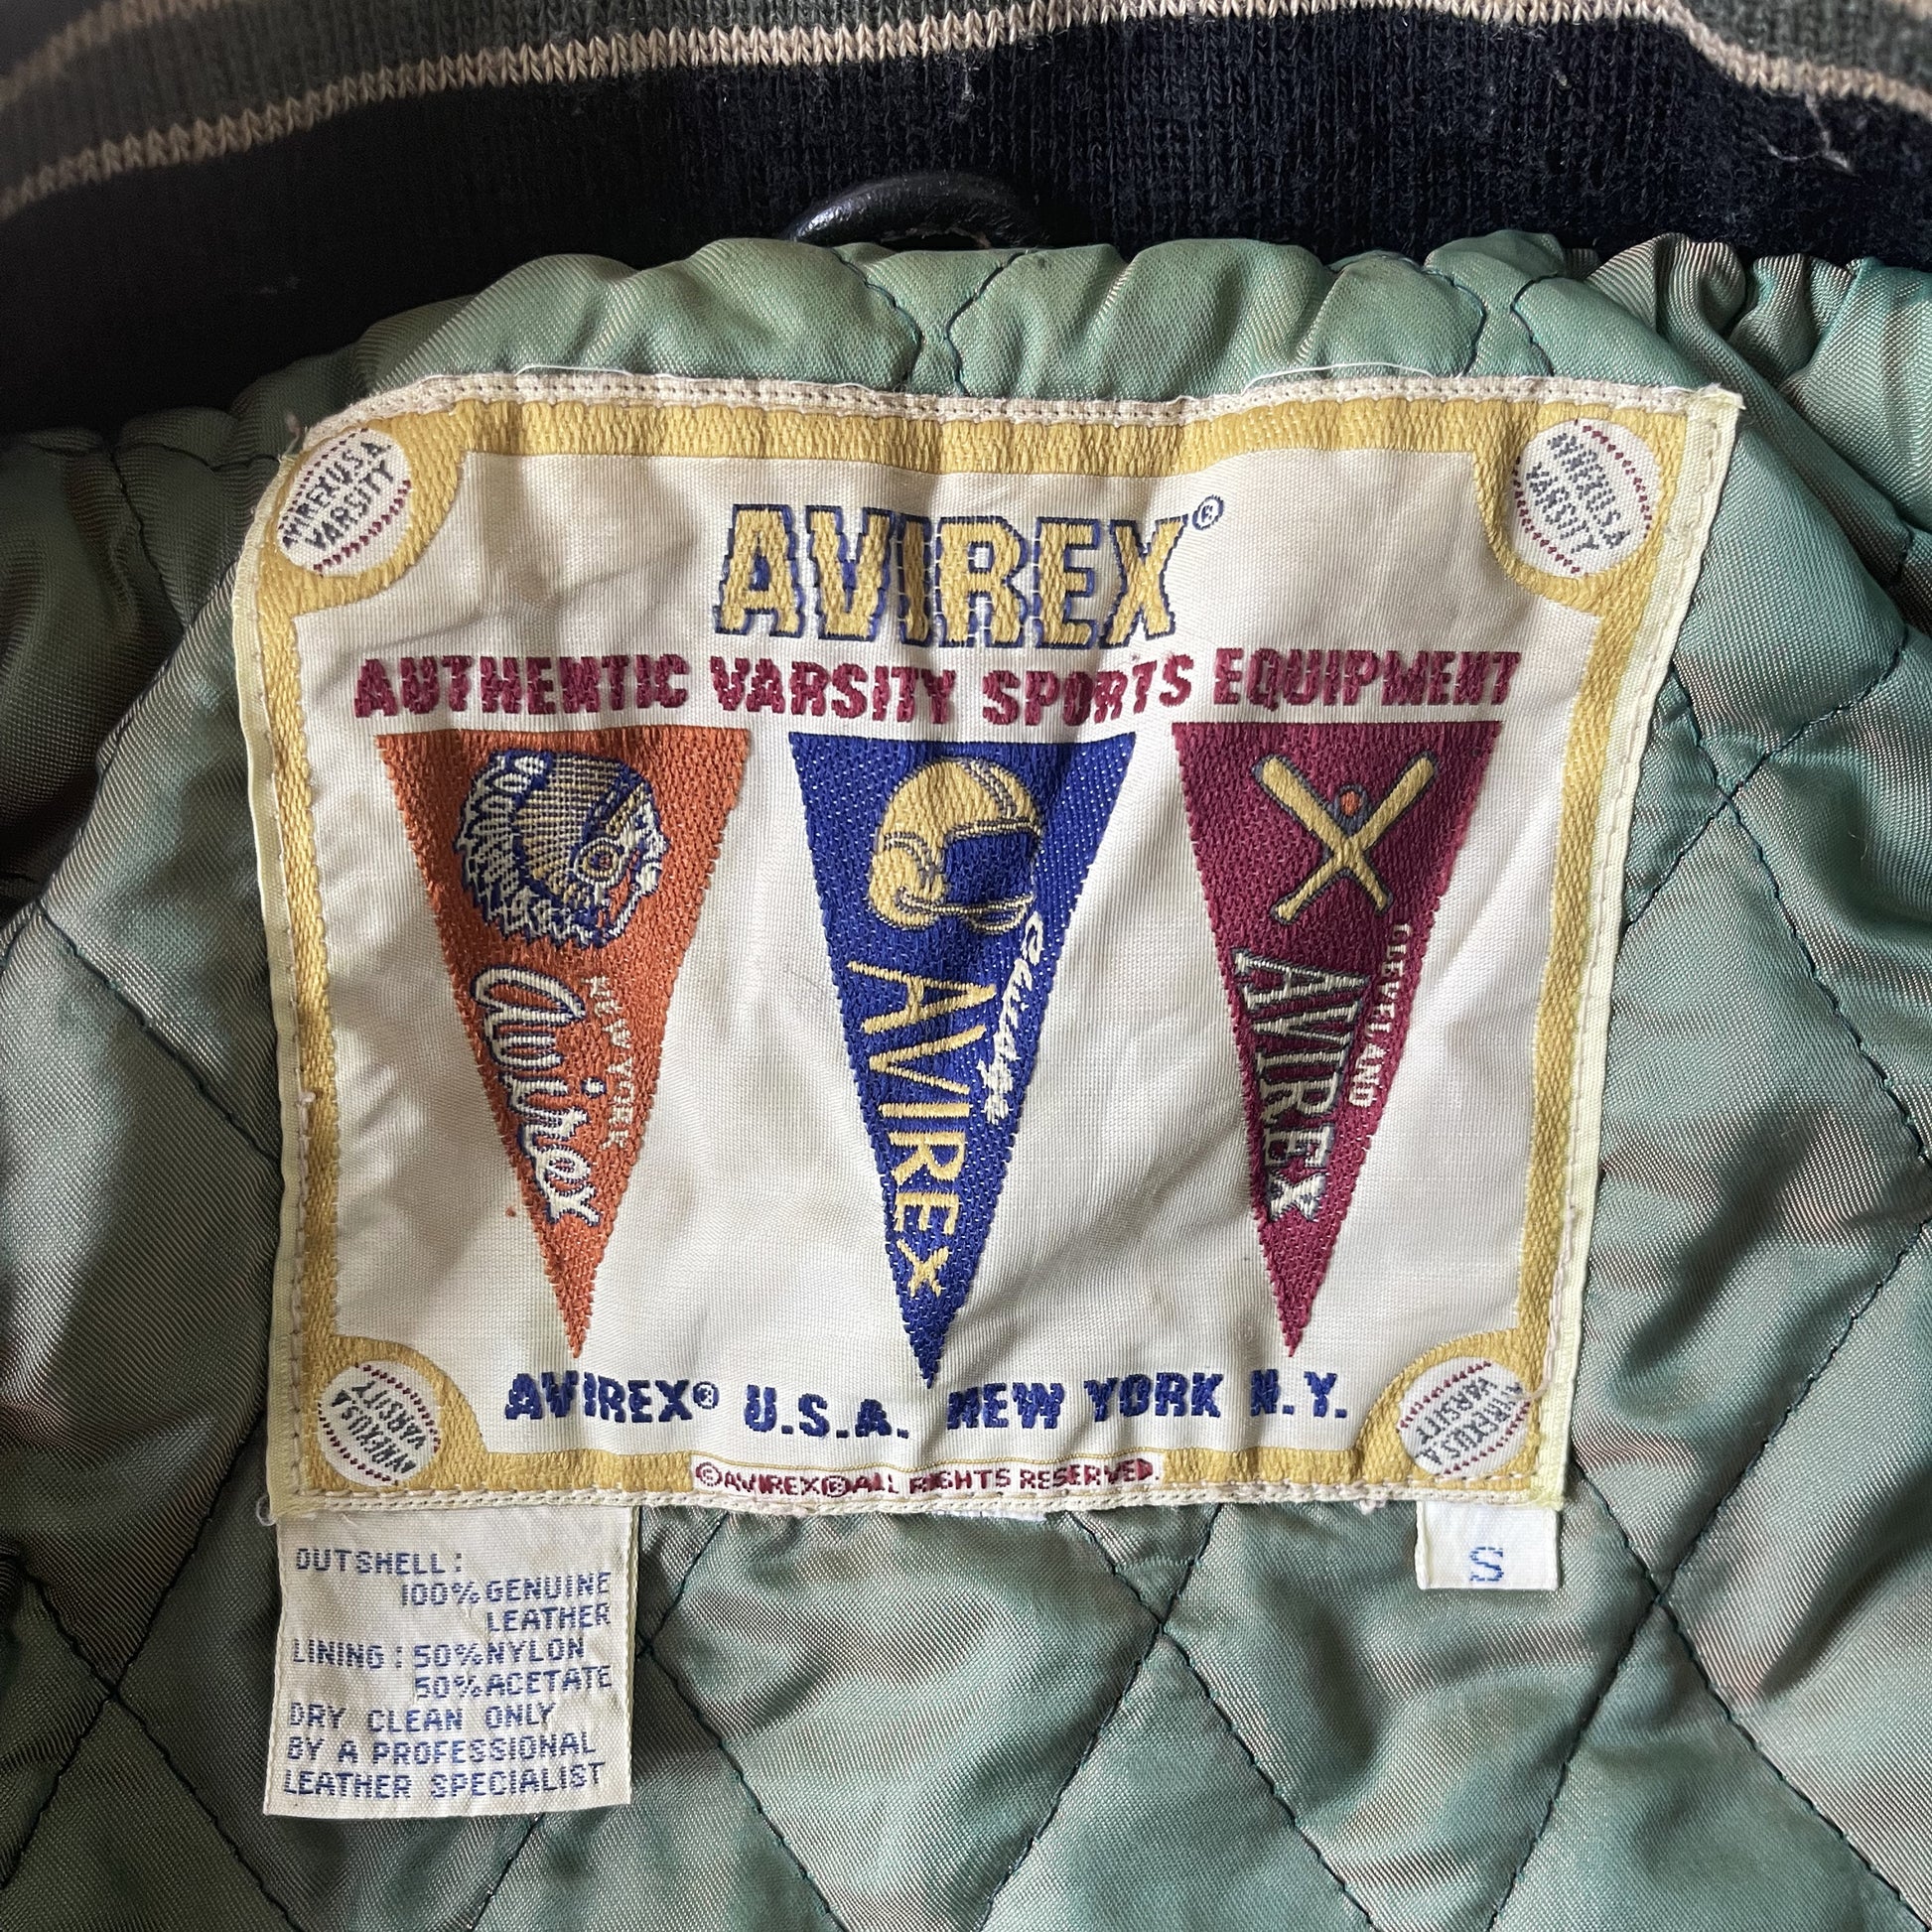 AVIREXUSA
VARSITY
AVIREXUSA
VARSITY
AVIREX®
AUTHENTIC VARSITY SPORTS EQUIPMENT
NEW YORK
Avirex
AVIREX
CLEVELAND
AVIREX
AVIREX® U.S.A. NEW YORK N.Y.
AVIREXUSA
VARSITY
AVIREXUSA
VARSITY
©AVIREX®ALL RIGHTS RESERVED.
OUTSHELL:
100% GENUINE
LEATHER
LINING: 50% NYLON
50% ACETATE
DRY CLEAN ONLY
BY A PROFESSIONAL
LEATHER SPECIALIST
S